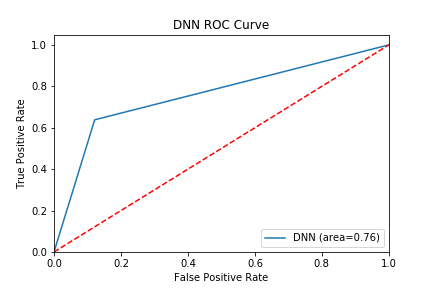 DNN ROC Curve
True Positive Rate
1.0
0.8
0.6
0.4
0.2
0.0
DNN (area=0.76)
0.0 0.2 0.4 0.6 0.8 1.0
False Positive Rate